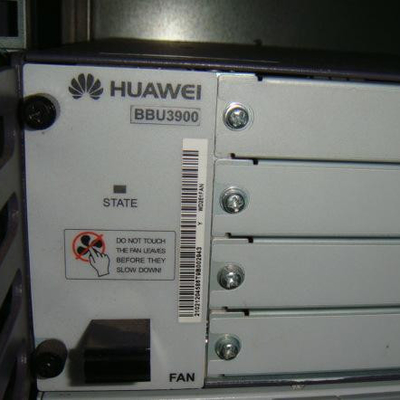 HUAWEI
BBU3900
STATE
DO NOT TOUCH
THE FAN LEAVES
BEFORE THEY
SLOW DOWN!
FAN